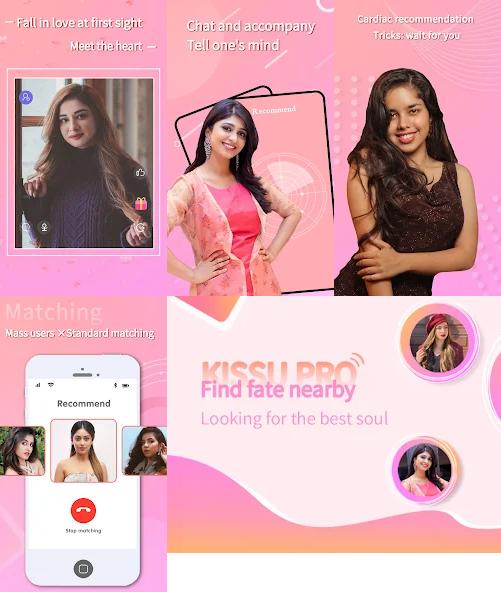 Fall in love at first sight
Meet the heart
Chat and accompany
Tell one's mind
Recommend
Cardiac recommendation
Tricks: wait for you
Matching
Mass users ×Standard matching
Recommend
Stop matching
KISSU PRO
Find fate nearby
Looking for the best soul